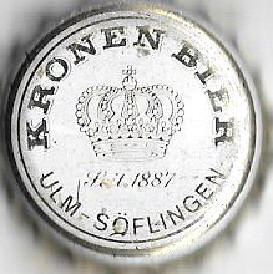 KRONEN BIER
Seit 1887
ULM-SÖFLINGEN